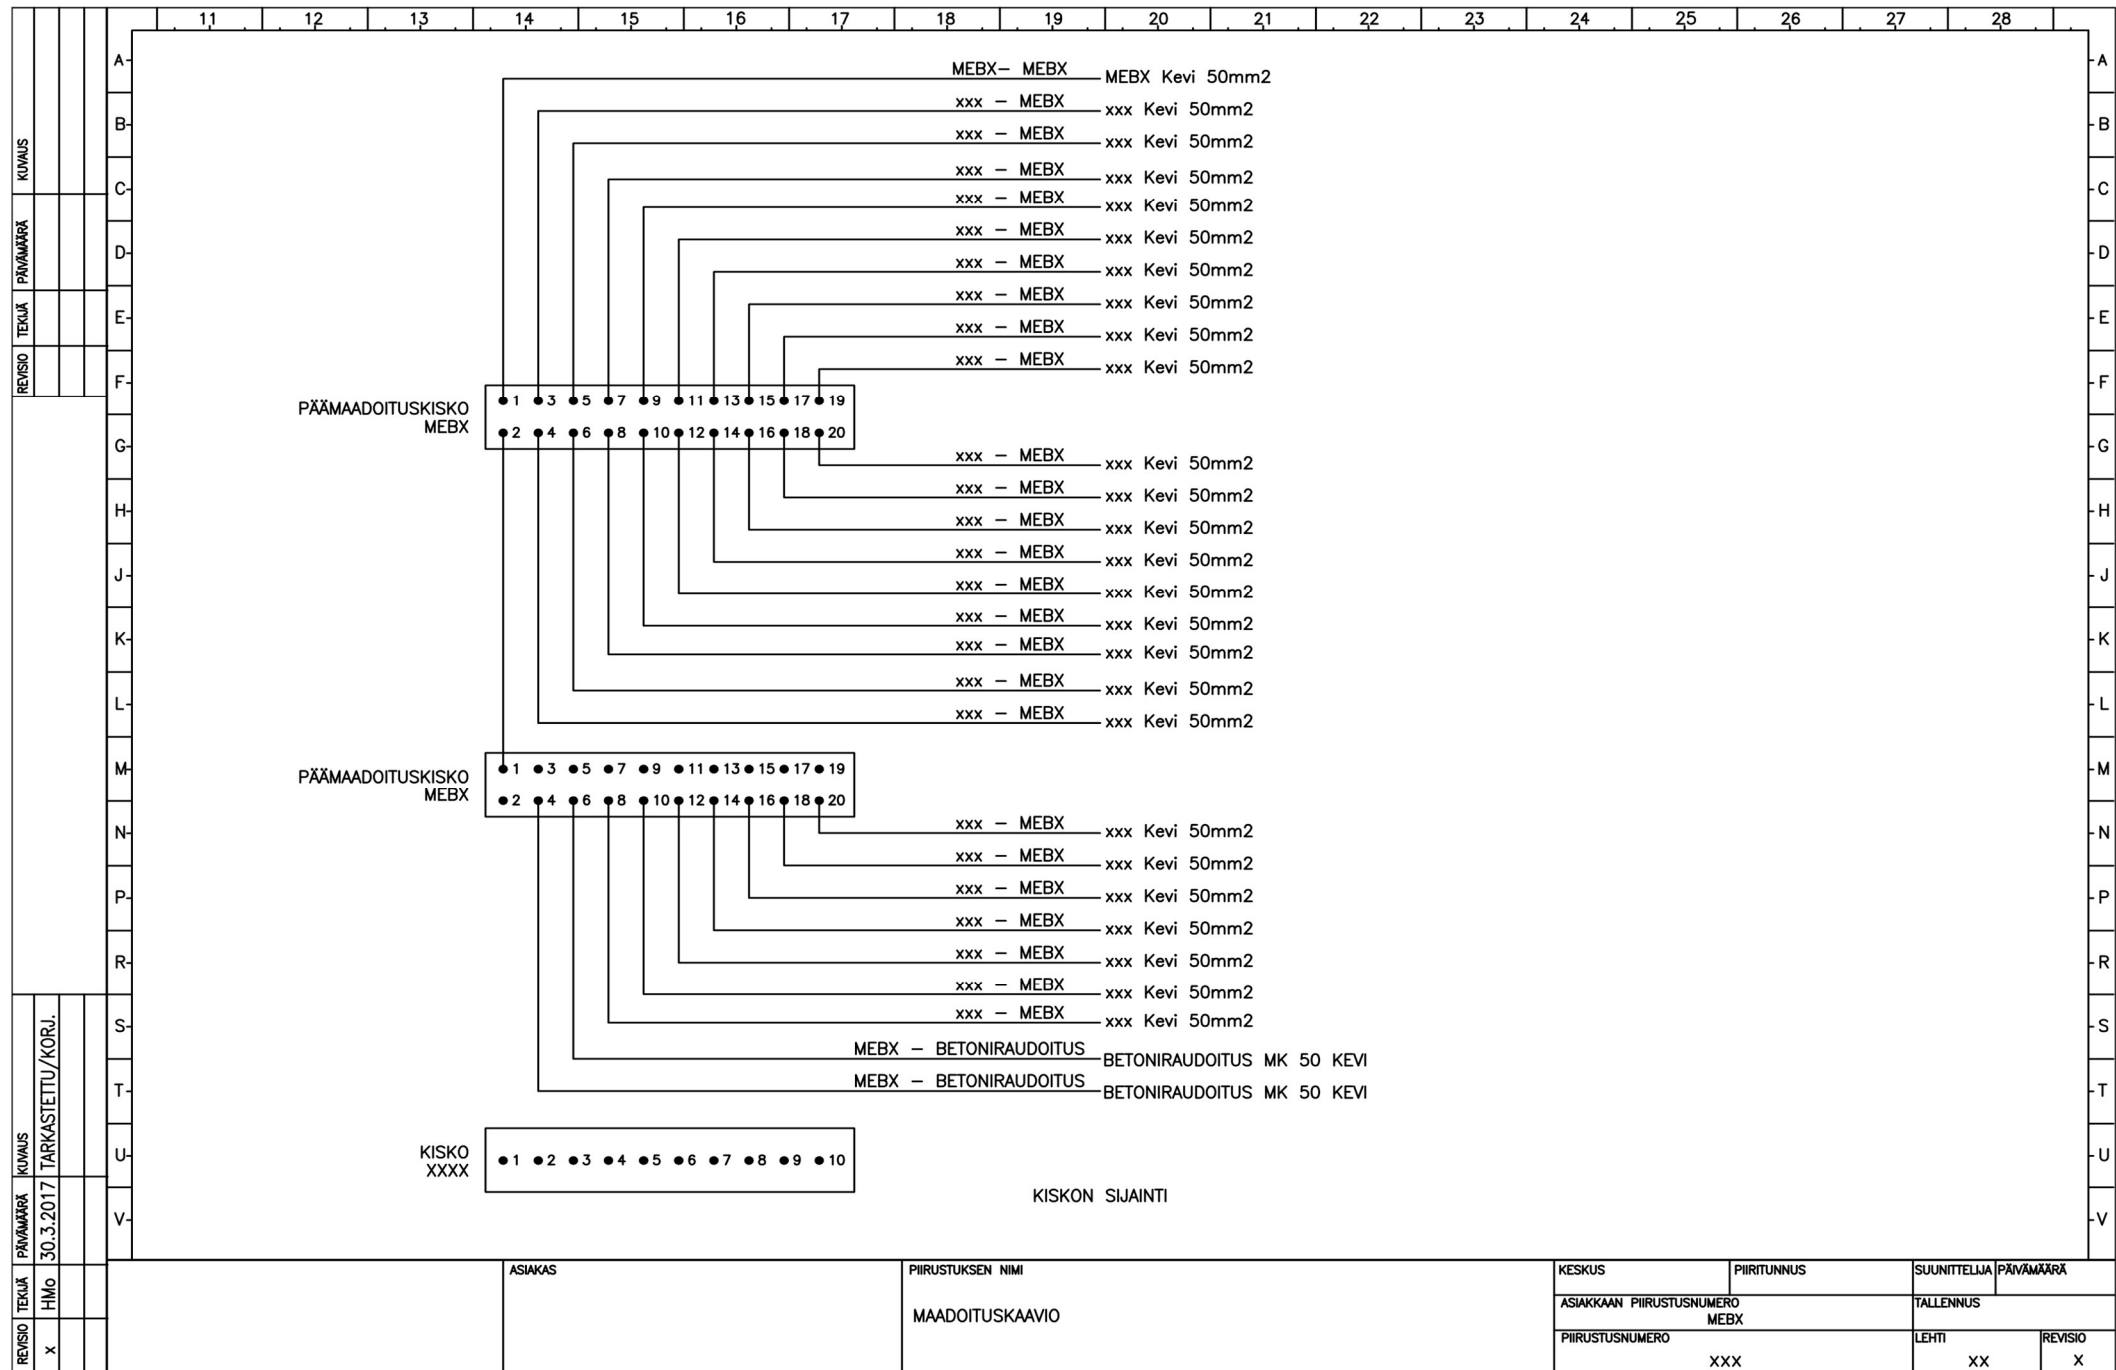 11 12 13 14 15 16 17 18 19 20 21 22 23 24 25 26 27 28
A A
B B
C C
D D
E E
F F
G G
H H
J J
K K
L L
M M
N N
P P
R R
S S
T T
U U
V V
MEBX- MEBX MEBX Kevi 50mm2
xxx - MEBX xxx Kevi 50mm2
xxx - MEBX xxx Kevi 50mm2
xxx - MEBX xxx Kevi 50mm2
xxx - MEBX xxx Kevi 50mm2
xxx - MEBX xxx Kevi 50mm2
xxx - MEBX xxx Kevi 50mm2
xxx - MEBX xxx Kevi 50mm2
xxx - MEBX xxx Kevi 50mm2
xxx - MEBX xxx Kevi 50mm2
PÄÄMAADOITUSKISKO
MEBX
1 3 5 7 9 11 13 15 17 19
2 4 6 8 10 12 14 16 18 20
xxx - MEBX xxx Kevi 50mm2
xxx - MEBX xxx Kevi 50mm2
xxx - MEBX xxx Kevi 50mm2
xxx - MEBX xxx Kevi 50mm2
xxx - MEBX xxx Kevi 50mm2
xxx - MEBX xxx Kevi 50mm2
xxx - MEBX xxx Kevi 50mm2
xxx - MEBX xxx Kevi 50mm2
xxx - MEBX xxx Kevi 50mm2
PÄÄMAADOITUSKISKO
MEBX
1 3 5 7 9 11 13 15 17 19
2 4 6 8 10 12 14 16 18 20
xxx - MEBX xxx Kevi 50mm2
xxx - MEBX xxx Kevi 50mm2
xxx - MEBX xxx Kevi 50mm2
xxx - MEBX xxx Kevi 50mm2
xxx - MEBX xxx Kevi 50mm2
xxx - MEBX xxx Kevi 50mm2
xxx - MEBX xxx Kevi 50mm2
MEBX - BETONIRAUDOITUS BETONIRAUDOITUS MK 50 KEVI
MEBX - BETONIRAUDOITUS BETONIRAUDOITUS MK 50 KEVI
KISKO
XXXX
1 2 3 4 5 6 7 8 9 10
KISKON SIJAINTI
REVISIO TEKIJÄ PÄIVÄMÄÄRÄ KUVAUS
REVISIO TEKIJÄ PÄIVÄMÄÄRÄ KUVAUS
x HMo 30.3.2017 TARKASTETTU/KORJ.
ASIAKAS
PIIRUSTUKSEN NIMI
MAADOITUSKAAVIO
KESKUS PIIRITUNNUS SUUNITTELIJA PÄIVÄMÄÄRÄ
ASIAKKAAN PIIRUSTUSNUMERO TALLENNUS
MEBX
PIIRUSTUSNUMERO LEHTI REVISIO
XXX XX X